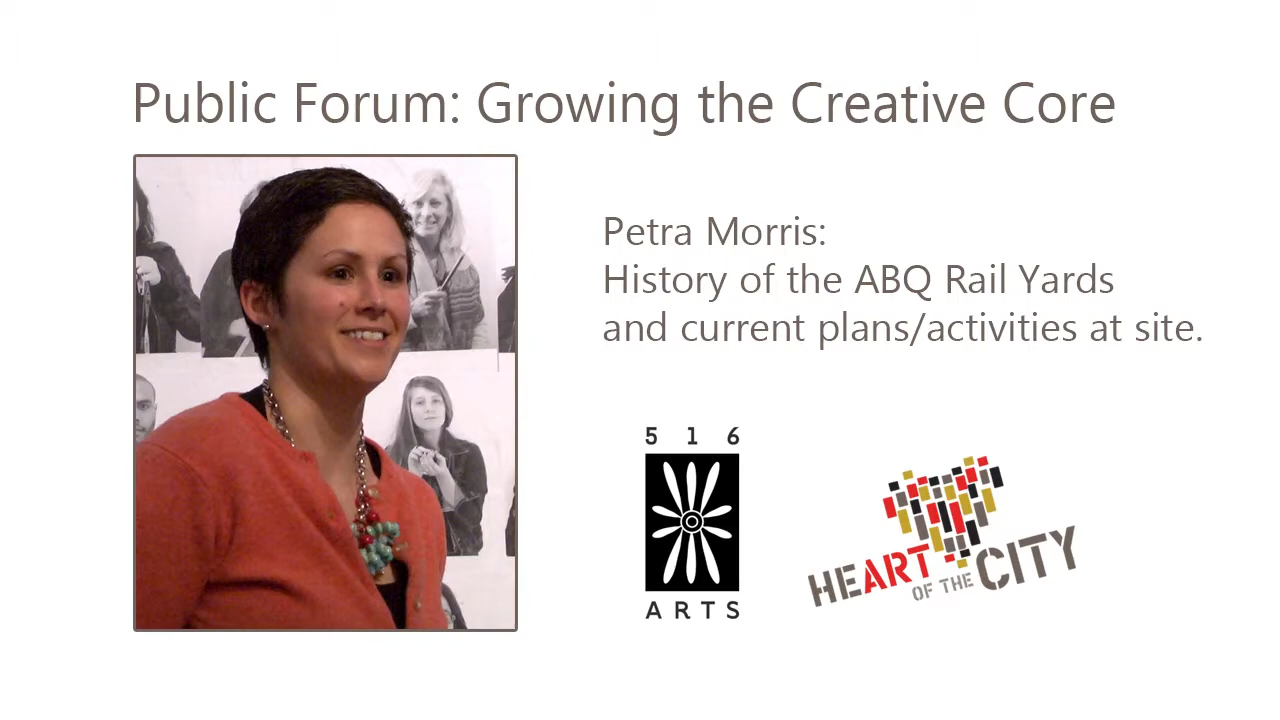 Public Forum: Growing the Creative Core
Petra Morris:
History of the ABQ Rail Yards
and current plans/activities at site.
5 1 6
ARTS
HEART
OF THE
CITY